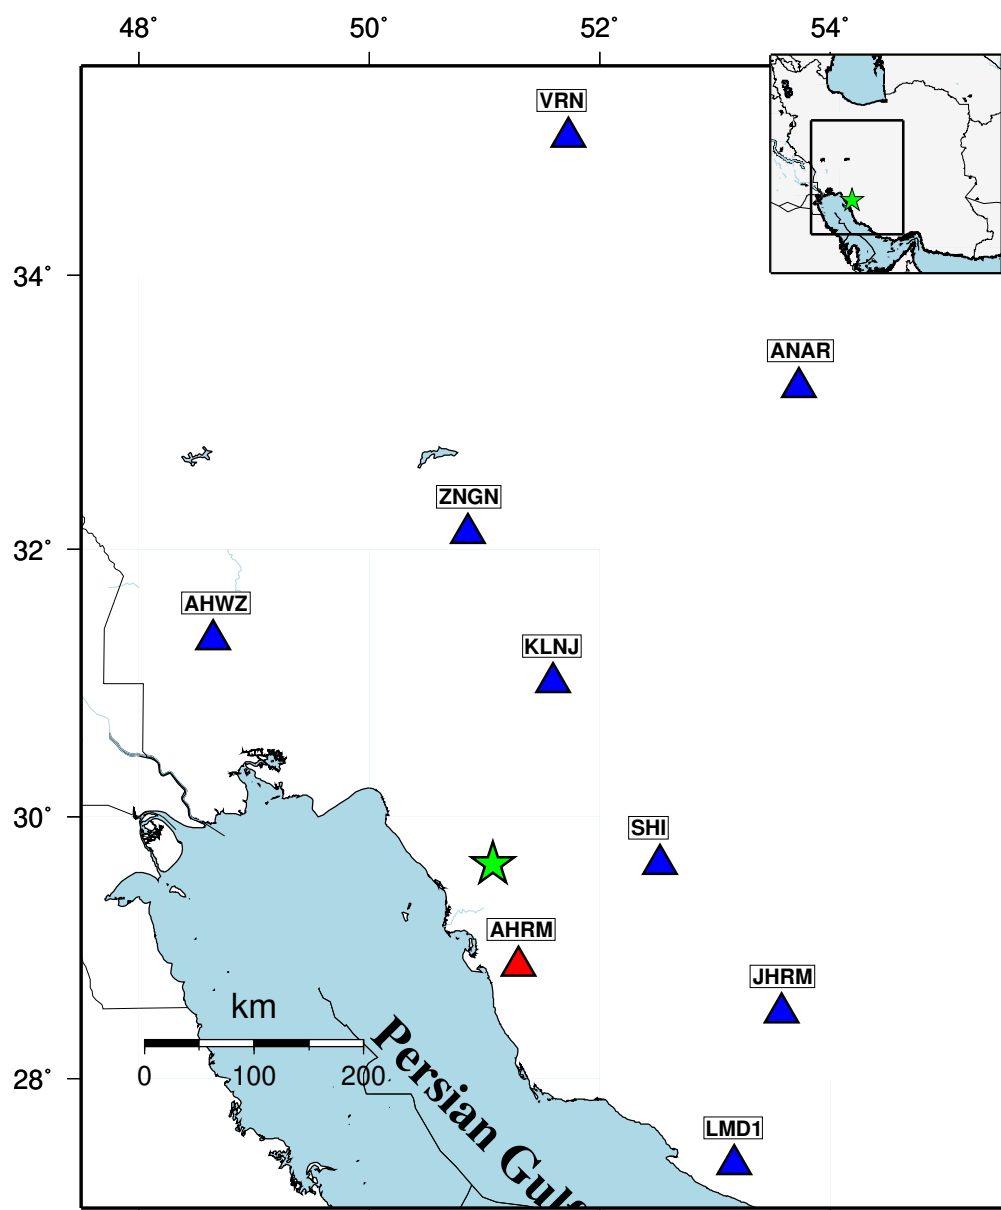 48˚ 50˚ 52˚ 54˚
VRN
34˚
ANAR
ZNGN
32˚
AHWZ
KLNJ
30˚
SHI
AHRM
JHRM
km
0 100 200
28˚
Persian Gulf
LMD1